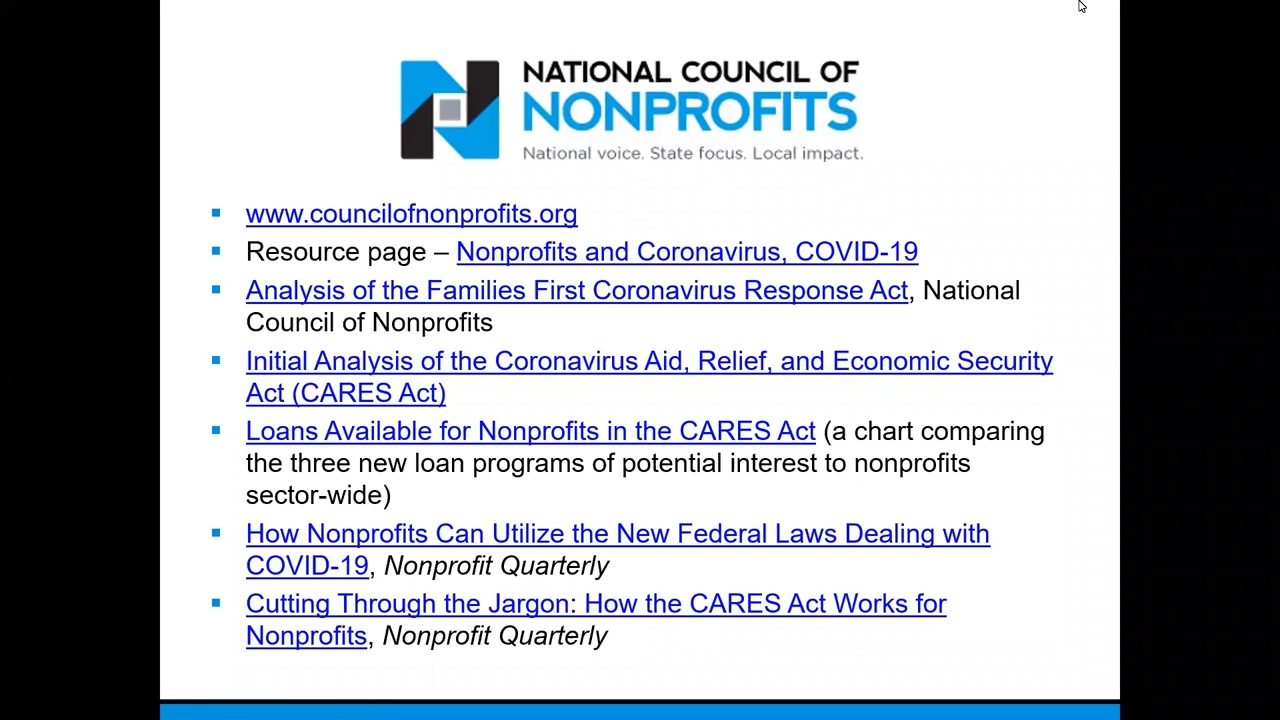 NATIONAL COUNCIL OF
NONPROFITS
National voice. State focus. Local impact.
www.councilofnonprofits.org
Resource page – Nonprofits and Coronavirus, COVID-19
Analysis of the Families First Coronavirus Response Act, National
Council of Nonprofits
Initial Analysis of the Coronavirus Aid, Relief, and Economic Security
Act (CARES Act)
Loans Available for Nonprofits in the CARES Act (a chart comparing
the three new loan programs of potential interest to nonprofits
sector-wide)
How Nonprofits Can Utilize the New Federal Laws Dealing with
COVID-19, Nonprofit Quarterly
Cutting Through the Jargon: How the CARES Act Works for
Nonprofits, Nonprofit Quarterly